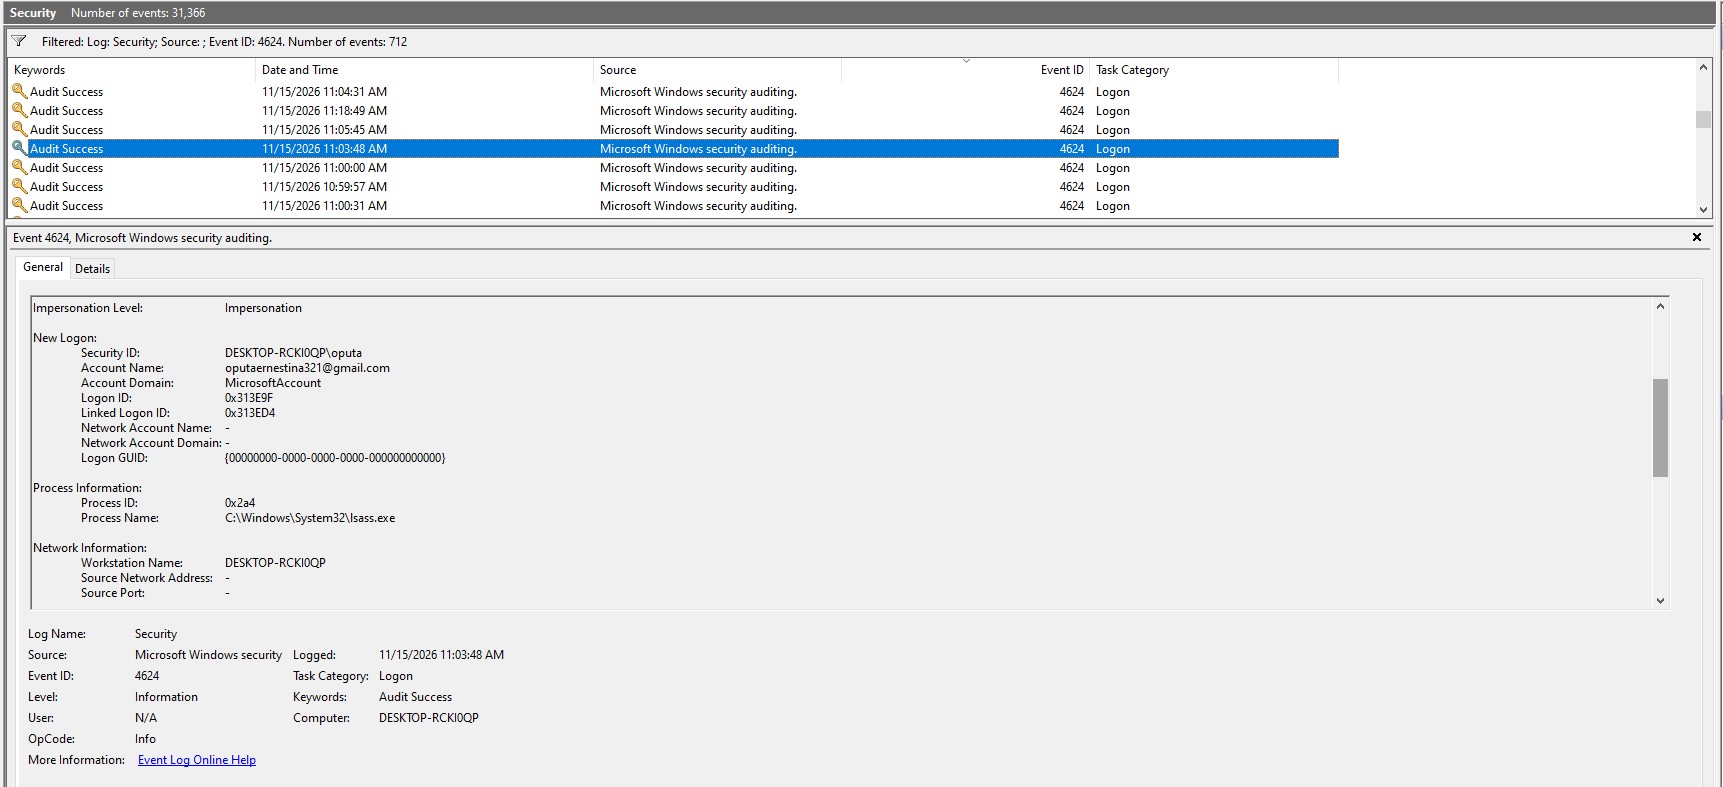 Security Number of events: 31,366
Filtered: Log: Security; Source: ; Event ID: 4624. Number of events: 712
Keywords Date and Time Source Event ID Task Category
Audit Success 11/15/2026 11:04:31 AM Microsoft Windows security auditing. 4624 Logon
Audit Success 11/15/2026 11:18:49 AM Microsoft Windows security auditing. 4624 Logon
Audit Success 11/15/2026 11:05:45 AM Microsoft Windows security auditing. 4624 Logon
Audit Success 11/15/2026 11:03:48 AM Microsoft Windows security auditing. 4624 Logon
Audit Success 11/15/2026 11:00:00 AM Microsoft Windows security auditing. 4624 Logon
Audit Success 11/15/2026 10:59:57 AM Microsoft Windows security auditing. 4624 Logon
Audit Success 11/15/2026 11:00:31 AM Microsoft Windows security auditing. 4624 Logon
Event 4624, Microsoft Windows security auditing.
General Details
Impersonation Level: Impersonation
New Logon:
Security ID: DESKTOP-RCKI0QP\oputa
Account Name: oputaernestina321@gmail.com
Account Domain: MicrosoftAccount
Logon ID: 0x313E9F
Linked Logon ID: 0x313ED4
Network Account Name: -
Network Account Domain: -
Logon GUID: {00000000-0000-0000-0000-000000000000}
Process Information:
Process ID: 0x2a4
Process Name: C:\Windows\System32\lsass.exe
Network Information:
Workstation Name: DESKTOP-RCKI0QP
Source Network Address: -
Source Port: -
Log Name: Security
Source: Microsoft Windows security Logged: 11/15/2026 11:03:48 AM
Event ID: 4624 Task Category: Logon
Level: Information Keywords: Audit Success
User: N/A Computer: DESKTOP-RCKI0QP
OpCode: Info
More Information: Event Log Online Help